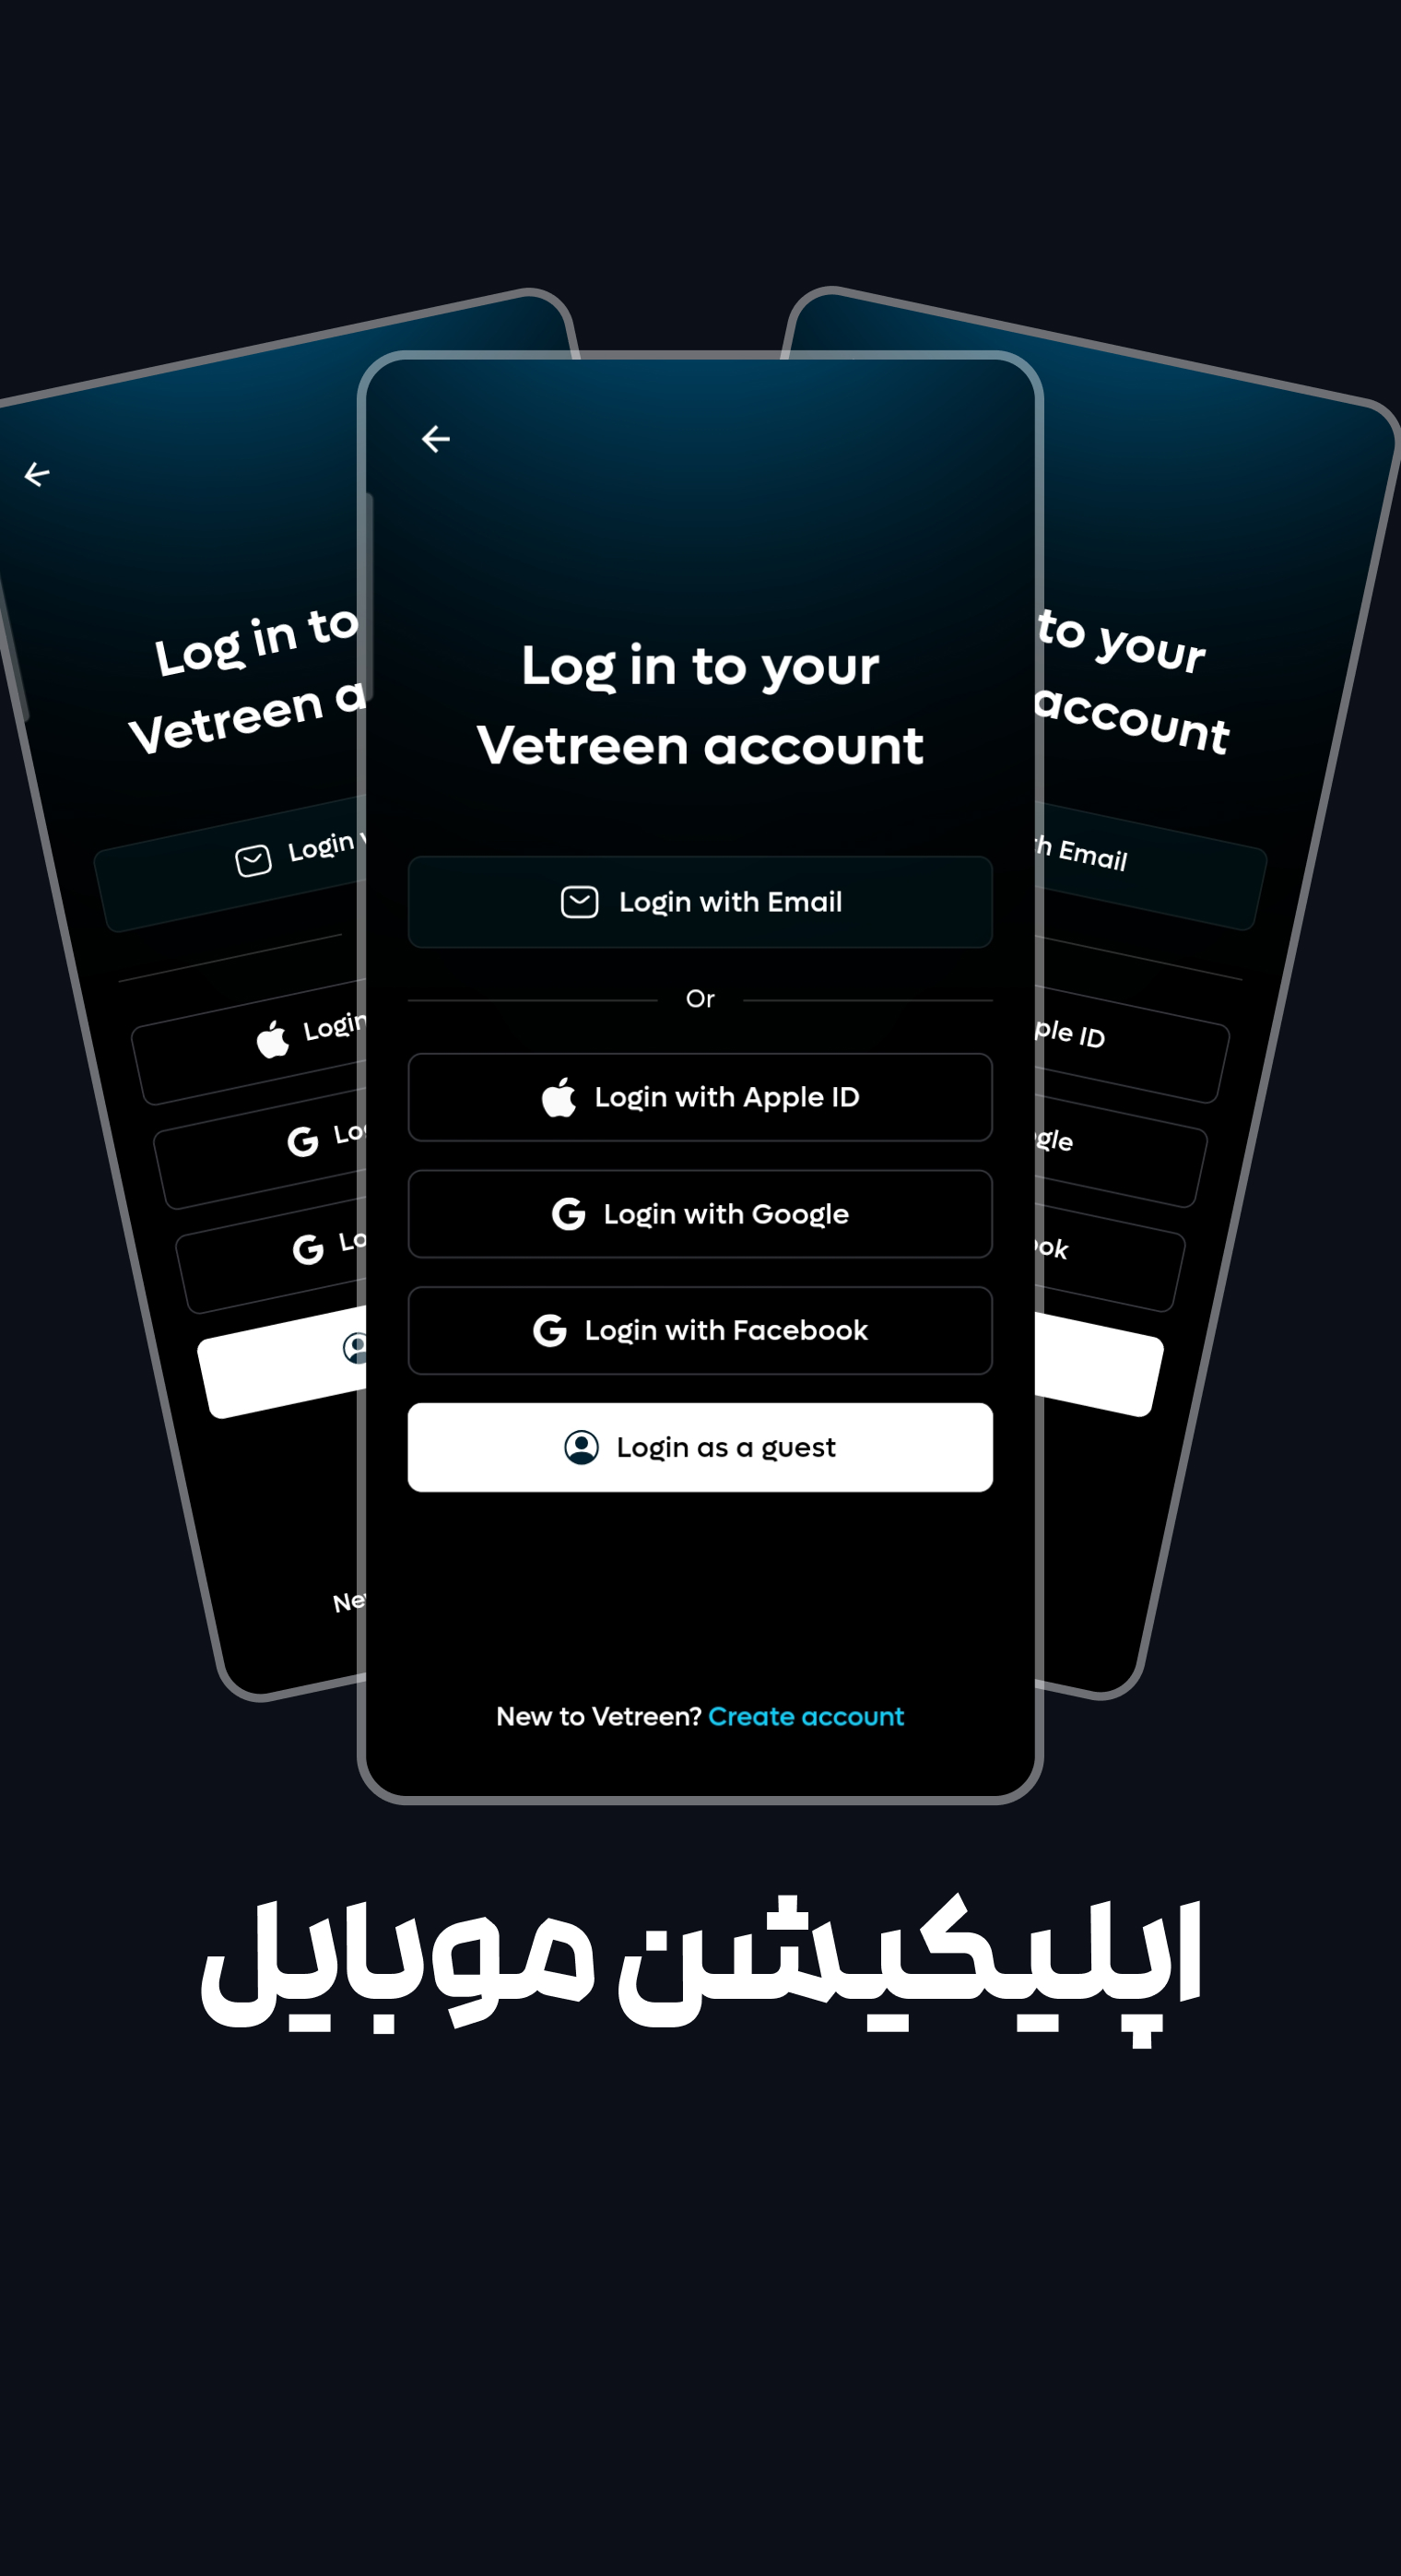 Log in to
Vetreen a
Login
Login
Lo
Lo
Ne
Log in to your
Vetreen account
Login with Email
Or
Login with Apple ID
Login with Google
Login with Facebook
Login as a guest
New to Vetreen? Create account
to your
account
th Email
ple ID
gle
ook
اپلیکیشن موبایل